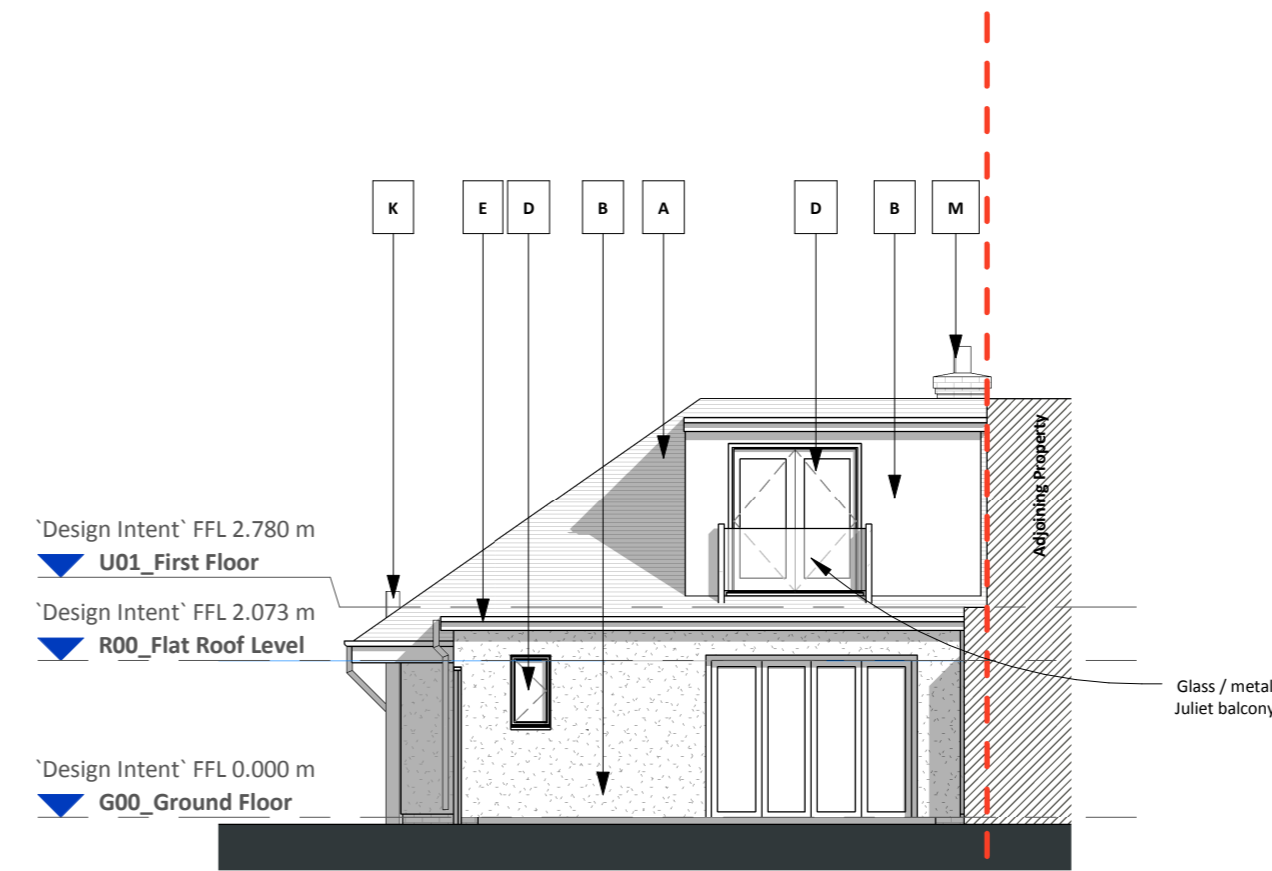 K E D B A D B M
Adjoining Property
`Design Intent` FFL 2.780 m
U01_First Floor
`Design Intent` FFL 2.073 m
R00_Flat Roof Level
Glass / metal
Juliet balcony
`Design Intent` FFL 0.000 m
G00_Ground Floor